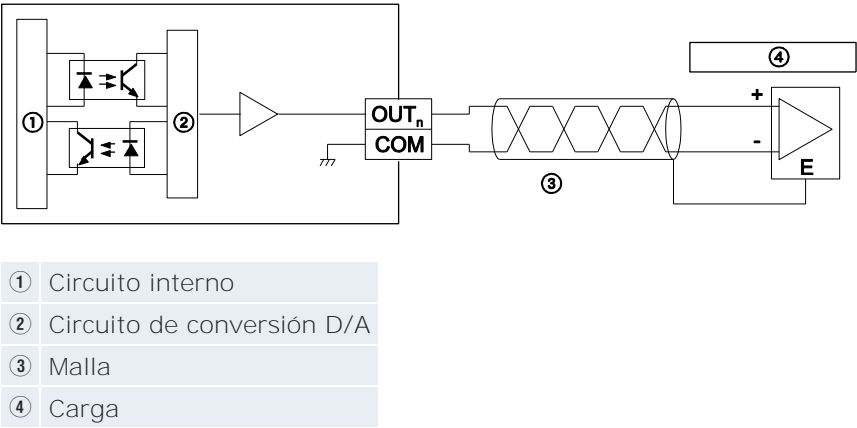 ④
+
OUTn
①
②
COM
-
E
③
① Circuito interno
② Circuito de conversión D/A
③ Malla
④ Carga